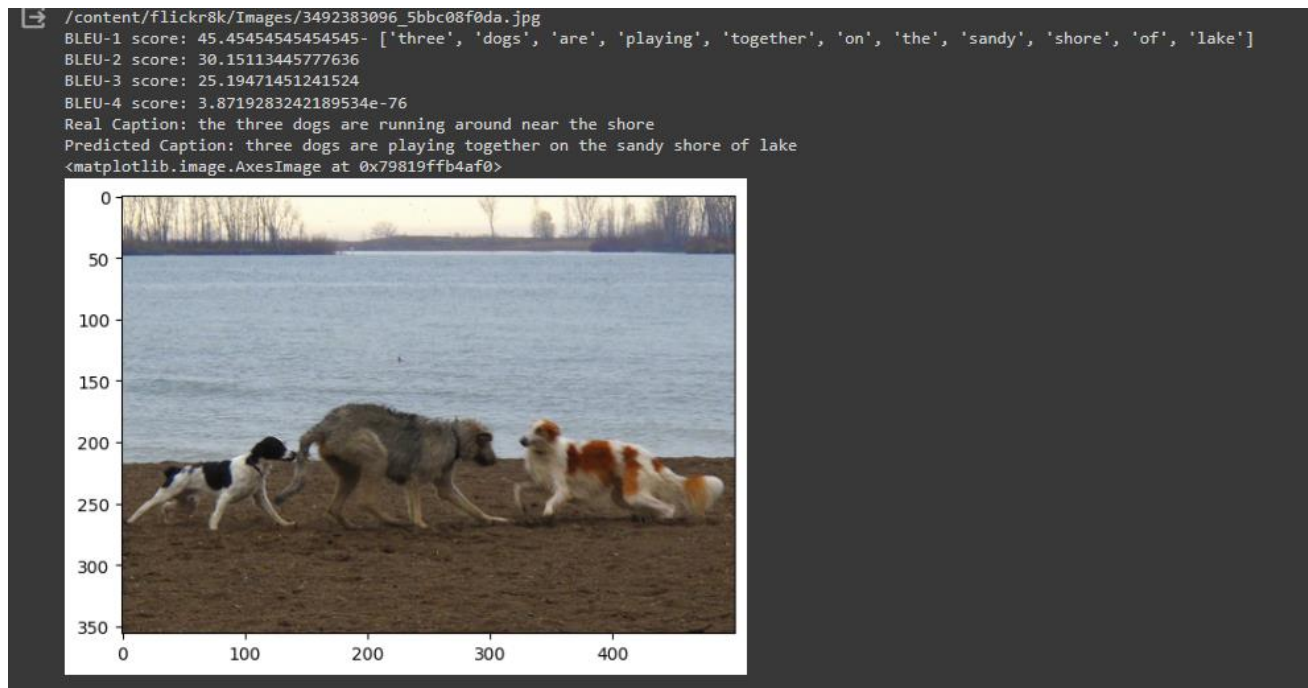 /content/flickr8k/Images/3492383096_5bbc08f0da.jpg
BLEU-1 score: 45.45454545454545- ['three', 'dogs', 'are', 'playing', 'together', 'on', 'the', 'sandy', 'shore', 'of', 'lake']
BLEU-2 score: 30.15113445777636
BLEU-3 score: 25.19471451241524
BLEU-4 score: 3.8719283242189534e-76
Real Caption: the three dogs are running around near the shore
Predicted Caption: three dogs are playing together on the sandy shore of lake
<matplotlib.image.AxesImage at 0x79819ffb4af0>
0
50
100
150
200
250
300
350
0 100 200 300 400